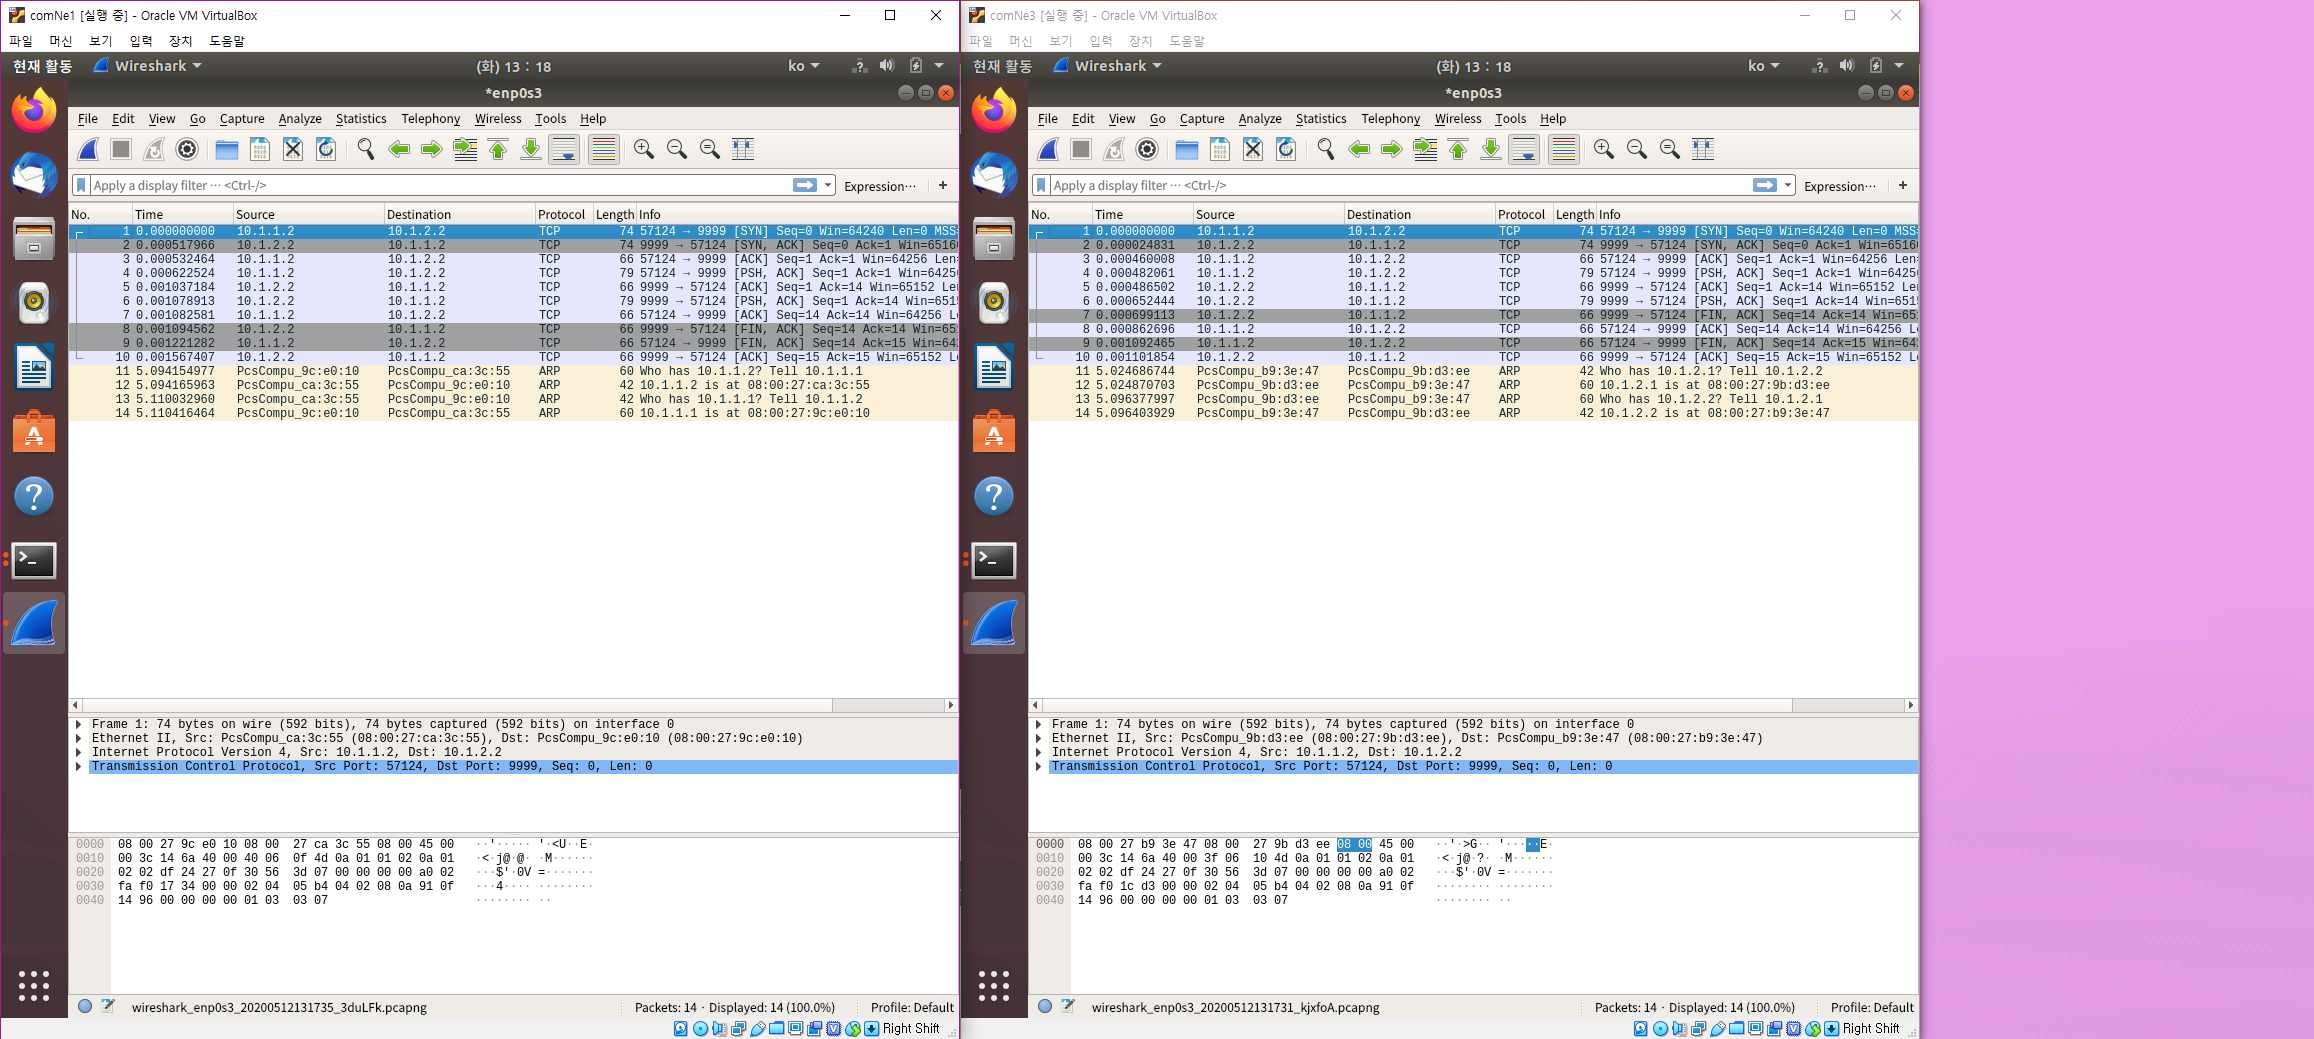 comNe1 [실행 중] - Oracle VM VirtualBox
파일 머신 보기 입력 장치 도움말
현재 활동 Wireshark (화) 13 : 18 ko
*enp0s3
File Edit View Go Capture Analyze Statistics Telephony Wireless Tools Help
Apply a display filter ··· <Ctrl-/> Expression··· +
No. Time Source Destination Protocol Length Info
1 0.000000000 10.1.1.2 10.1.2.2 TCP 74 57124 → 9999 [SYN] Seq=0 Win=64240 Len=0 MSS=
2 0.000517966 10.1.2.2 10.1.1.2 TCP 74 9999 → 57124 [SYN, ACK] Seq=0 Ack=1 Win=6516
3 0.000532464 10.1.1.2 10.1.2.2 TCP 66 57124 → 9999 [ACK] Seq=1 Ack=1 Win=64256 Len=
4 0.000622524 10.1.1.2 10.1.2.2 TCP 79 57124 → 9999 [PSH, ACK] Seq=1 Ack=1 Win=6425
5 0.001037184 10.1.2.2 10.1.1.2 TCP 66 9999 → 57124 [ACK] Seq=1 Ack=14 Win=65152 Le
6 0.001078913 10.1.2.2 10.1.1.2 TCP 79 9999 → 57124 [PSH, ACK] Seq=1 Ack=14 Win=651
7 0.001082581 10.1.1.2 10.1.2.2 TCP 66 57124 → 9999 [ACK] Seq=14 Ack=14 Win=64256 L
8 0.001094562 10.1.2.2 10.1.1.2 TCP 66 9999 → 57124 [FIN, ACK] Seq=14 Ack=14 Win=65
9 0.001221282 10.1.1.2 10.1.2.2 TCP 66 57124 → 9999 [FIN, ACK] Seq=14 Ack=15 Win=64
10 0.001567407 10.1.2.2 10.1.1.2 TCP 66 9999 → 57124 [ACK] Seq=15 Ack=15 Win=65152 L
11 5.094154977 PcsCompu_9c:e0:10 PcsCompu_ca:3c:55 ARP 60 Who has 10.1.1.2? Tell 10.1.1.1
12 5.094165963 PcsCompu_ca:3c:55 PcsCompu_9c:e0:10 ARP 42 10.1.1.2 is at 08:00:27:ca:3c:55
13 5.110032960 PcsCompu_ca:3c:55 PcsCompu_9c:e0:10 ARP 42 Who has 10.1.1.1? Tell 10.1.1.2
14 5.110416464 PcsCompu_9c:e0:10 PcsCompu_ca:3c:55 ARP 60 10.1.1.1 is at 08:00:27:9c:e0:10
Frame 1: 74 bytes on wire (592 bits), 74 bytes captured (592 bits) on interface 0
Ethernet II, Src: PcsCompu_ca:3c:55 (08:00:27:ca:3c:55), Dst: PcsCompu_9c:e0:10 (08:00:27:9c:e0:10)
Internet Protocol Version 4, Src: 10.1.1.2, Dst: 10.1.2.2
Transmission Control Protocol, Src Port: 57124, Dst Port: 9999, Seq: 0, Len: 0
0000 08 00 27 9c e0 10 08 00 27 ca 3c 55 08 00 45 00 ··'····· '·<U··E·
0010 00 3c 14 6a 40 00 40 06 0f 4d 0a 01 01 02 0a 01 ·<·j@·@· ·M······
0020 02 02 df 24 27 0f 30 56 3d 07 00 00 00 00 a0 02 ···$'·0V =·······
0030 fa f0 17 34 00 00 02 04 05 b4 04 02 08 0a 91 0f ···4···· ········
0040 14 96 00 00 00 00 01 03 03 07 ········ ··
wireshark_enp0s3_20200512131735_3duLFk.pcapng Packets: 14 · Displayed: 14 (100.0%) Profile: Default
Right Shift
comNe3 [실행 중] - Oracle VM VirtualBox
파일 머신 보기 입력 장치 도움말
현재 활동 Wireshark (화) 13 : 18 ko
*enp0s3
File Edit View Go Capture Analyze Statistics Telephony Wireless Tools Help
Apply a display filter ··· <Ctrl-/> Expression··· +
No. Time Source Destination Protocol Length Info
1 0.000000000 10.1.1.2 10.1.2.2 TCP 74 57124 → 9999 [SYN] Seq=0 Win=64240 Len=0 MSS=
2 0.000024831 10.1.2.2 10.1.1.2 TCP 74 9999 → 57124 [SYN, ACK] Seq=0 Ack=1 Win=6516
3 0.000460008 10.1.1.2 10.1.2.2 TCP 66 57124 → 9999 [ACK] Seq=1 Ack=1 Win=64256 Len=
4 0.000482061 10.1.1.2 10.1.2.2 TCP 79 57124 → 9999 [PSH, ACK] Seq=1 Ack=1 Win=6425
5 0.000486502 10.1.2.2 10.1.1.2 TCP 66 9999 → 57124 [ACK] Seq=1 Ack=14 Win=65152 Le
6 0.000652444 10.1.2.2 10.1.1.2 TCP 79 9999 → 57124 [PSH, ACK] Seq=1 Ack=14 Win=651
7 0.000699113 10.1.2.2 10.1.1.2 TCP 66 9999 → 57124 [FIN, ACK] Seq=14 Ack=14 Win=65
8 0.000862696 10.1.1.2 10.1.2.2 TCP 66 57124 → 9999 [ACK] Seq=14 Ack=14 Win=64256 L
9 0.001092465 10.1.1.2 10.1.2.2 TCP 66 57124 → 9999 [FIN, ACK] Seq=14 Ack=15 Win=64
10 0.001101854 10.1.2.2 10.1.1.2 TCP 66 9999 → 57124 [ACK] Seq=15 Ack=15 Win=65152 L
11 5.024686744 PcsCompu_b9:3e:47 PcsCompu_9b:d3:ee ARP 42 Who has 10.1.2.1? Tell 10.1.2.2
12 5.024870703 PcsCompu_9b:d3:ee PcsCompu_b9:3e:47 ARP 60 10.1.2.1 is at 08:00:27:9b:d3:ee
13 5.096377997 PcsCompu_9b:d3:ee PcsCompu_b9:3e:47 ARP 60 Who has 10.1.2.2? Tell 10.1.2.1
14 5.096403929 PcsCompu_b9:3e:47 PcsCompu_9b:d3:ee ARP 42 10.1.2.2 is at 08:00:27:b9:3e:47
Frame 1: 74 bytes on wire (592 bits), 74 bytes captured (592 bits) on interface 0
Ethernet II, Src: PcsCompu_9b:d3:ee (08:00:27:9b:d3:ee), Dst: PcsCompu_b9:3e:47 (08:00:27:b9:3e:47)
Internet Protocol Version 4, Src: 10.1.1.2, Dst: 10.1.2.2
Transmission Control Protocol, Src Port: 57124, Dst Port: 9999, Seq: 0, Len: 0
0000 08 00 27 b9 3e 47 08 00 27 9b d3 ee 08 00 45 00 ··'·>G·· '·····E·
0010 00 3c 14 6a 40 00 3f 06 10 4d 0a 01 01 02 0a 01 ·<·j@·?· ·M······
0020 02 02 df 24 27 0f 30 56 3d 07 00 00 00 00 a0 02 ···$'·0V =·······
0030 fa f0 1c d3 00 00 02 04 05 b4 04 02 08 0a 91 0f ········ ········
0040 14 96 00 00 00 00 01 03 03 07 ········ ··
wireshark_enp0s3_20200512131731_kjxfoA.pcapng Packets: 14 · Displayed: 14 (100.0%) Profile: Default
Right Shift